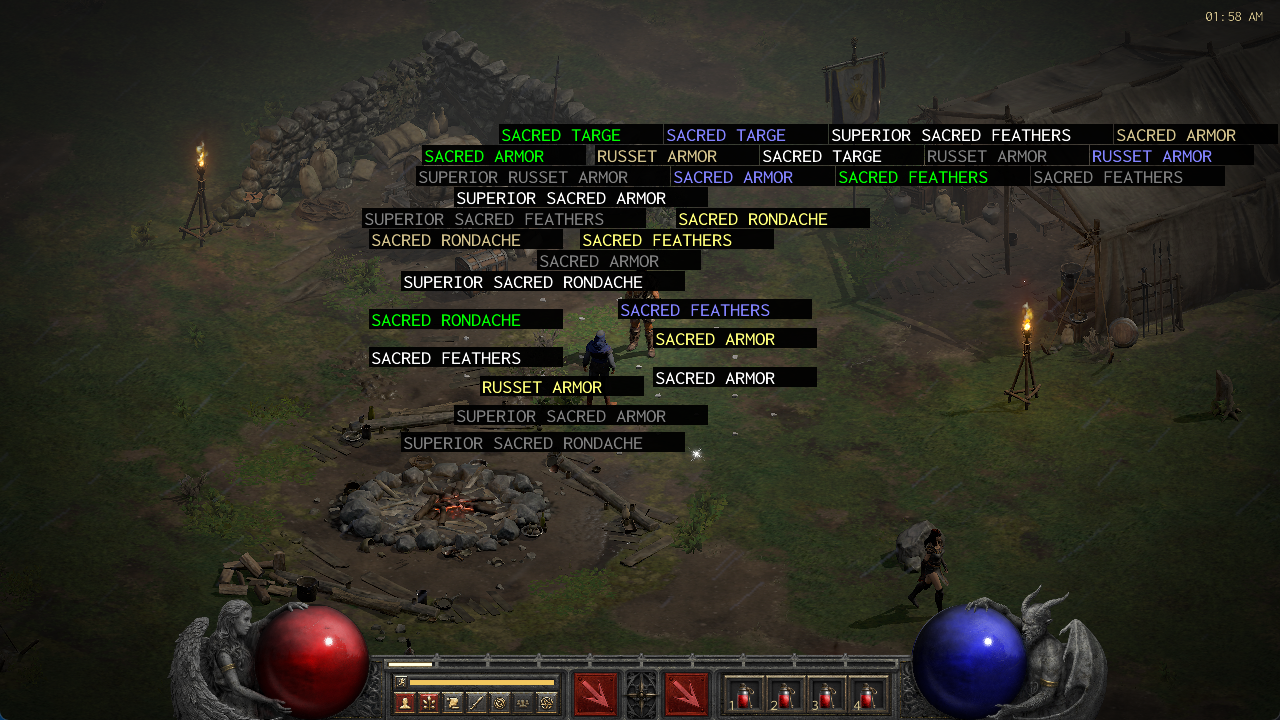 01:58 AM
SACRED TARGE SACRED TARGE SUPERIOR SACRED FEATHERS SACRED ARMOR
SACRED ARMOR RUSSET ARMOR SACRED TARGE RUSSET ARMOR RUSSET ARMOR
SUPERIOR RUSSET ARMOR SACRED ARMOR SACRED FEATHERS SACRED FEATHERS
SUPERIOR SACRED ARMOR
SUPERIOR SACRED FEATHERS SACRED RONDACHE
SACRED RONDACHE SACRED FEATHERS
SACRED ARMOR
SUPERIOR SACRED RONDACHE
SACRED FEATHERS
SACRED RONDACHE
SACRED ARMOR
SACRED FEATHERS
SACRED ARMOR
RUSSET ARMOR
SUPERIOR SACRED ARMOR
SUPERIOR SACRED RONDACHE
1 2 3 4